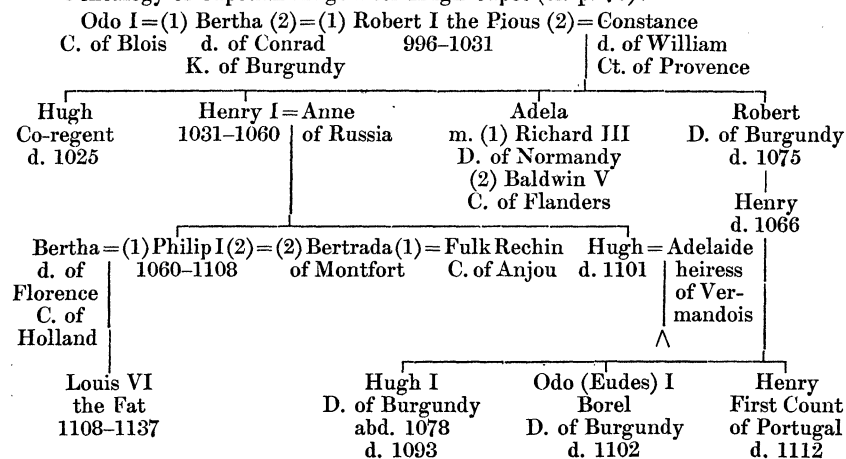 Odo I=(1) Bertha (2)=(1) Robert I the Pious (2)=Constance
C. of Blois d. of Conrad 996-1031 d. of William
K. of Burgundy Ct. of Provence
Hugh Henry I=Anne Adela Robert
Co-regent 1031-1060 of Russia m. (1) Richard III D. of Burgundy
d. 1025 D. of Normandy d. 1075
(2) Baldwin V
C. of Flanders Henry
d. 1066
Bertha=(1)Philip I(2)=(2) Bertrada(1)=Fulk Rechin Hugh=Adelaide
d. of 1060-1108 of Montfort C. of Anjou d. 1101 heiress
Florence of Ver-
C. of mandois
Holland
Louis VI Hugh I Odo (Eudes) I Henry
the Fat D. of Burgundy Borel First Count
1108-1137 abd. 1078 D. of Burgundy of Portugal
d. 1093 d. 1102 d. 1112